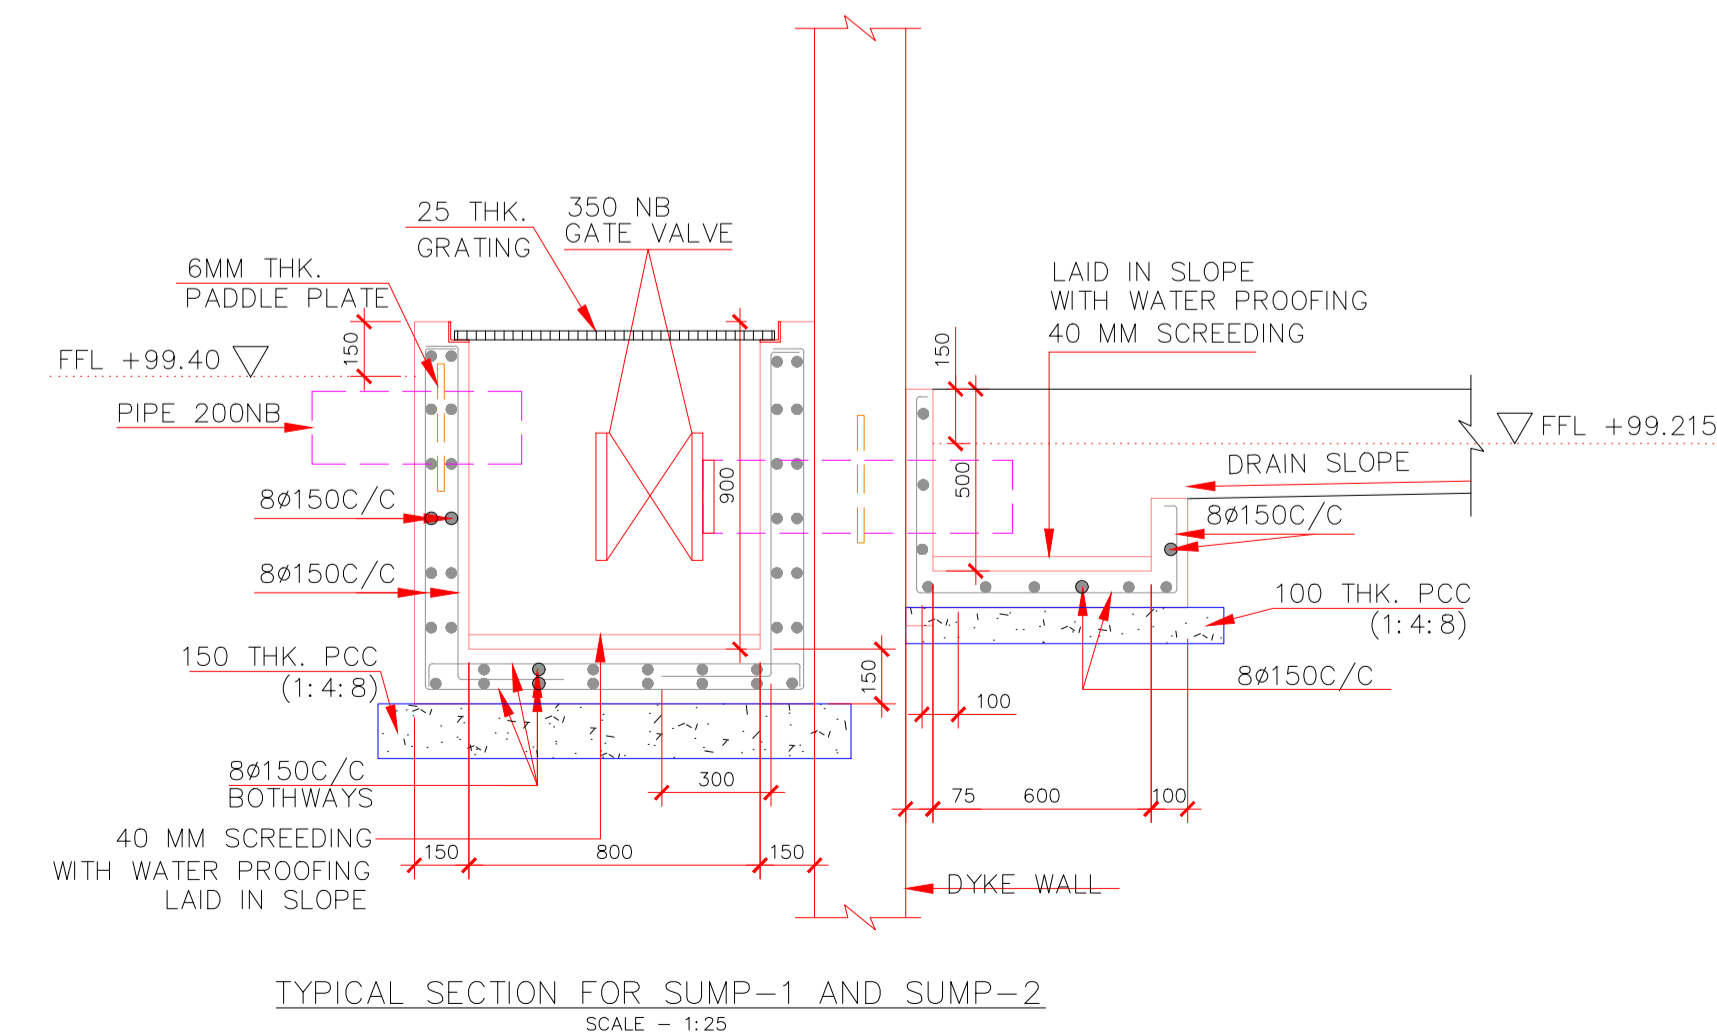 25 THK.
GRATING
350 NB
GATE VALVE
6MM THK.
PADDLE PLATE
LAID IN SLOPE
WITH WATER PROOFING
40 MM SCREEDING
150
FFL +99.40
150
PIPE 200NB
FFL +99.215
DRAIN SLOPE
900
500
8ø150C/C
8ø150C/C
8ø150C/C
100 THK. PCC
(1:4:8)
150 THK. PCC
(1:4:8)
150
8ø150C/C
100
8ø150C/C
BOTHWAYS
300
75
600
100
40 MM SCREEDING
WITH WATER PROOFING
LAID IN SLOPE
150
800
150
DYKE WALL
TYPICAL SECTION FOR SUMP-1 AND SUMP-2
SCALE - 1:25